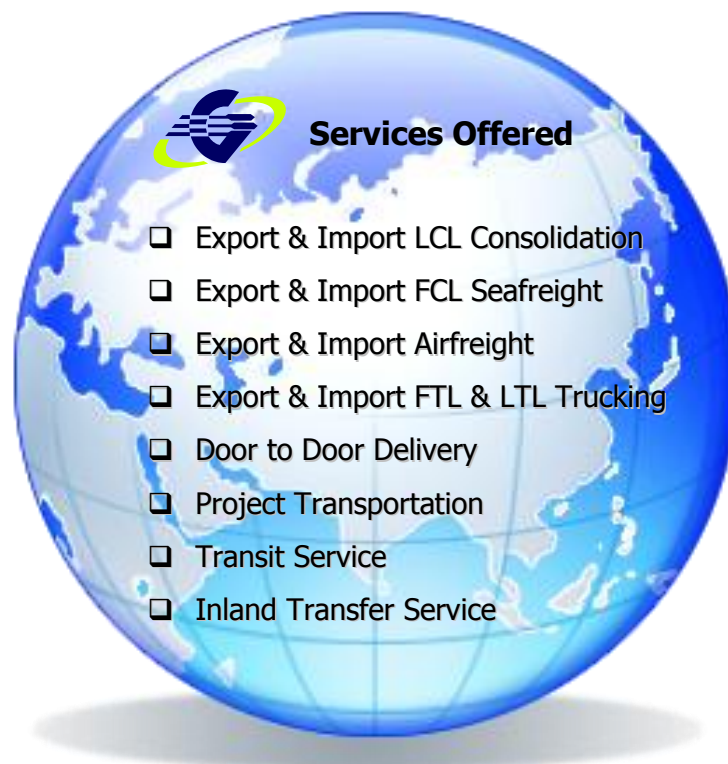 Services Offered
❑ Export & Import LCL Consolidation
❑ Export & Import FCL Seafreight
❑ Export & Import Airfreight
❑ Export & Import FTL & LTL Trucking
❑ Door to Door Delivery
❑ Project Transportation
❑ Transit Service
❑ Inland Transfer Service